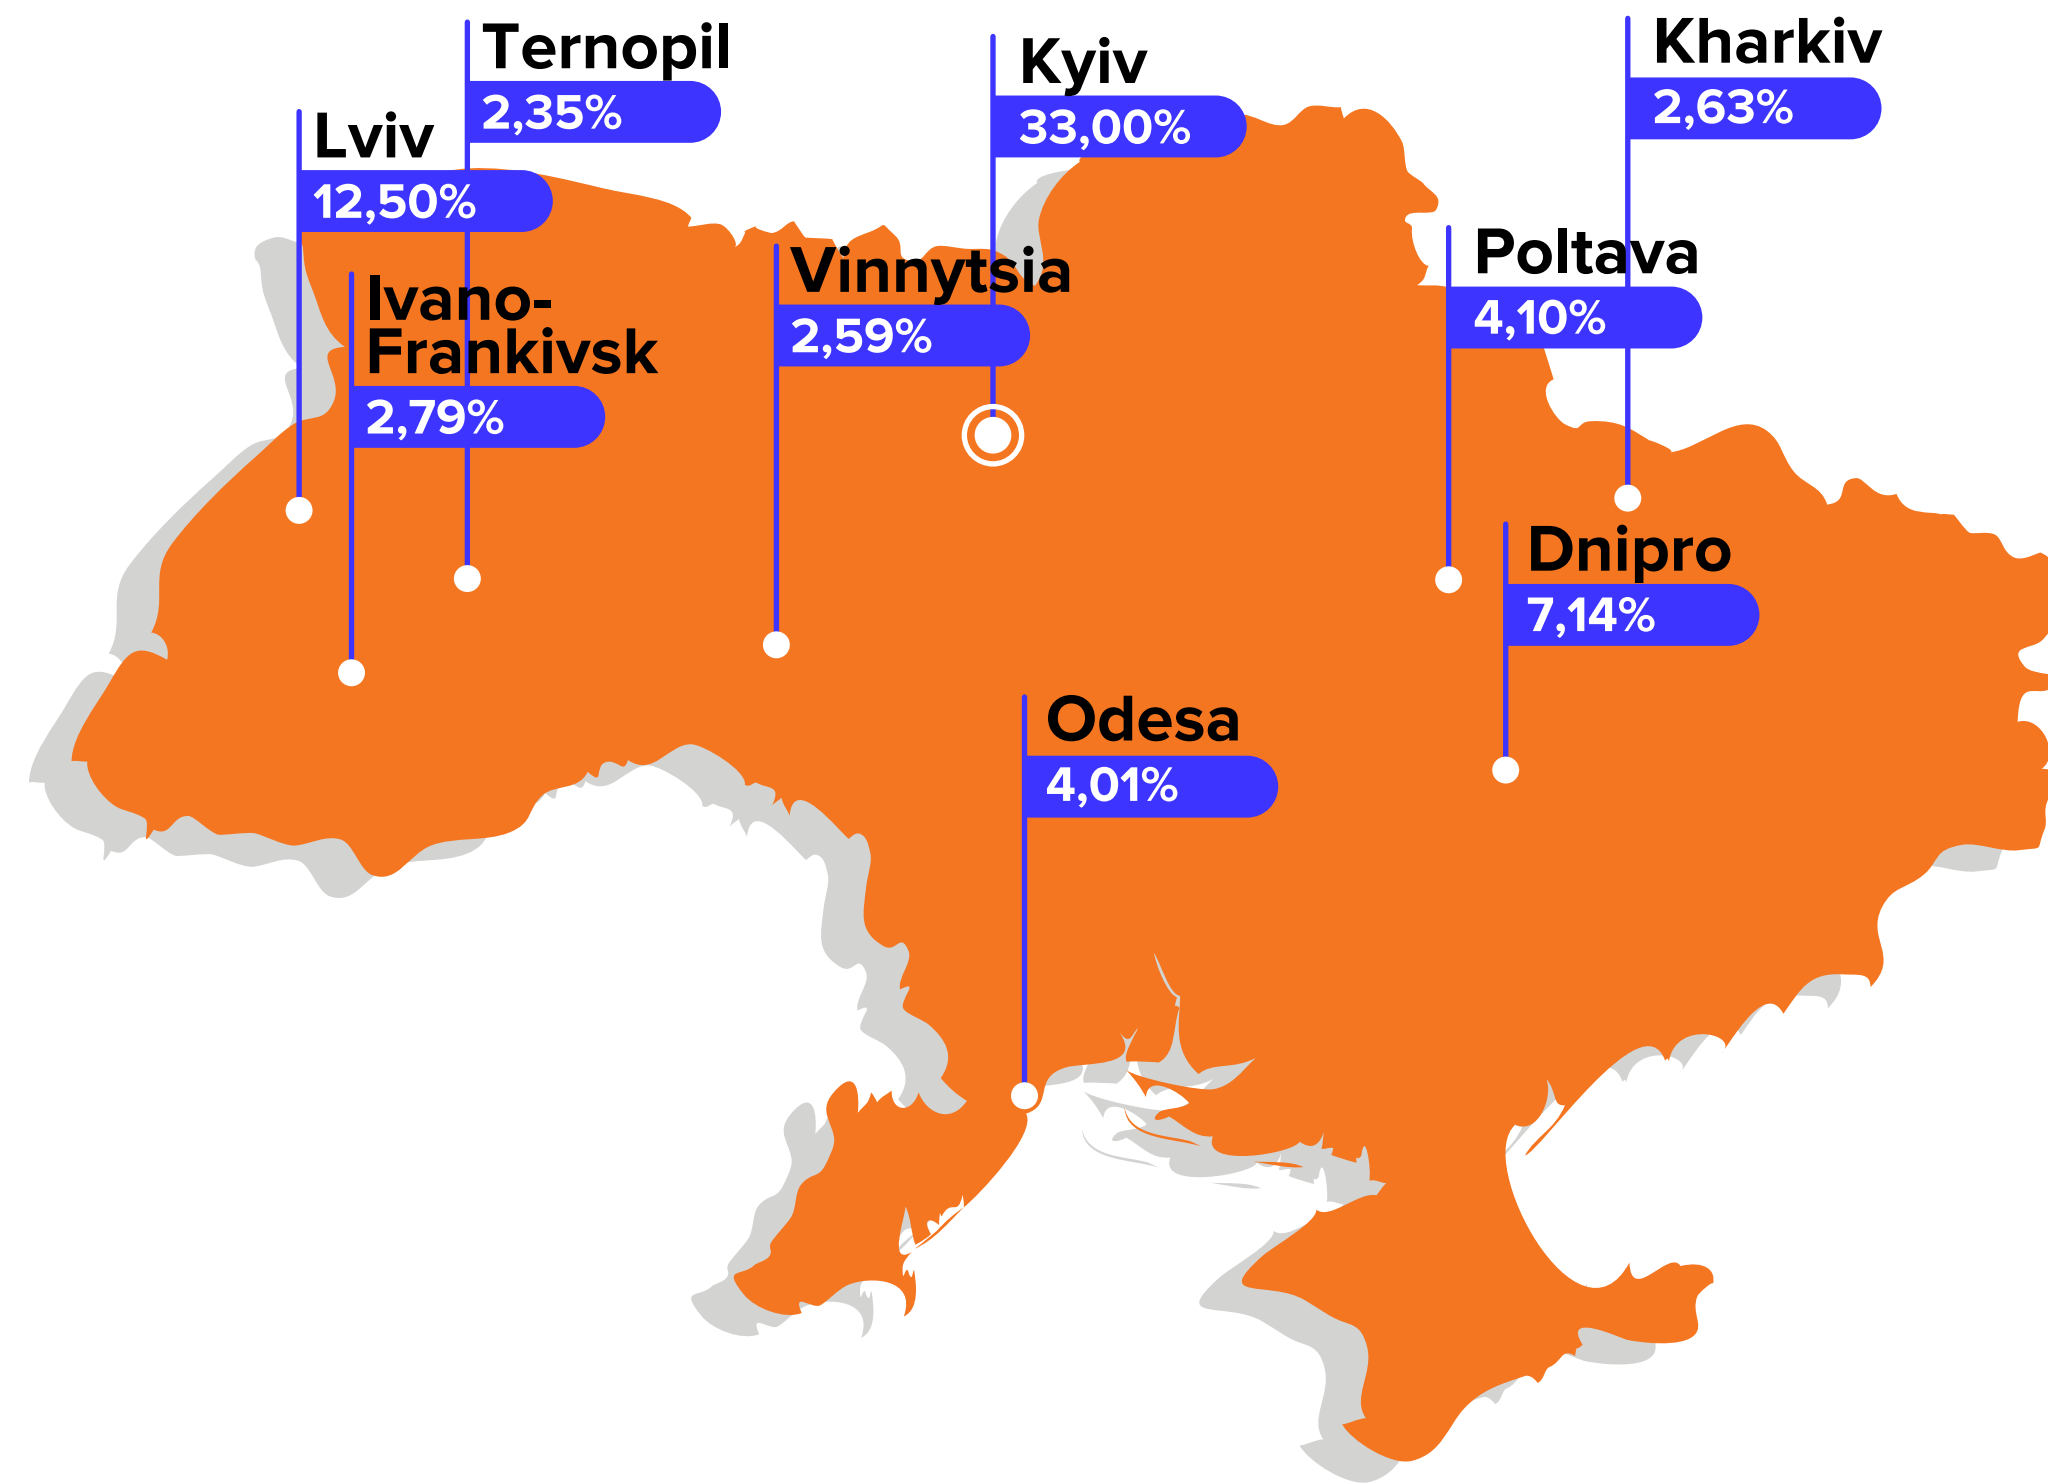 Ternopil
2,35%
Kyiv
33,00%
Kharkiv
2,63%
Lviv
12,50%
Ivano-
Frankivsk
2,79%
Vinnytsia
2,59%
Poltava
4,10%
Dnipro
7,14%
Odesa
4,01%